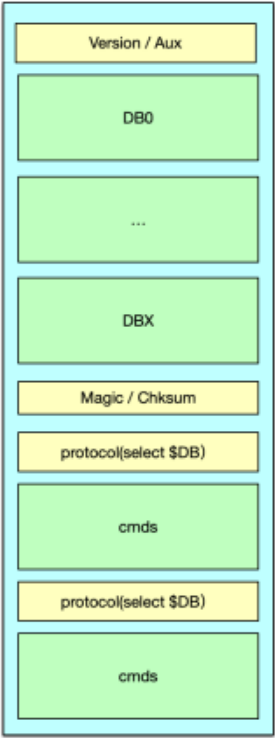 Version / Aux
DB0
...
DBX
Magic / Chksum
protocol(select $DB)
cmds
protocol(select $DB)
cmds